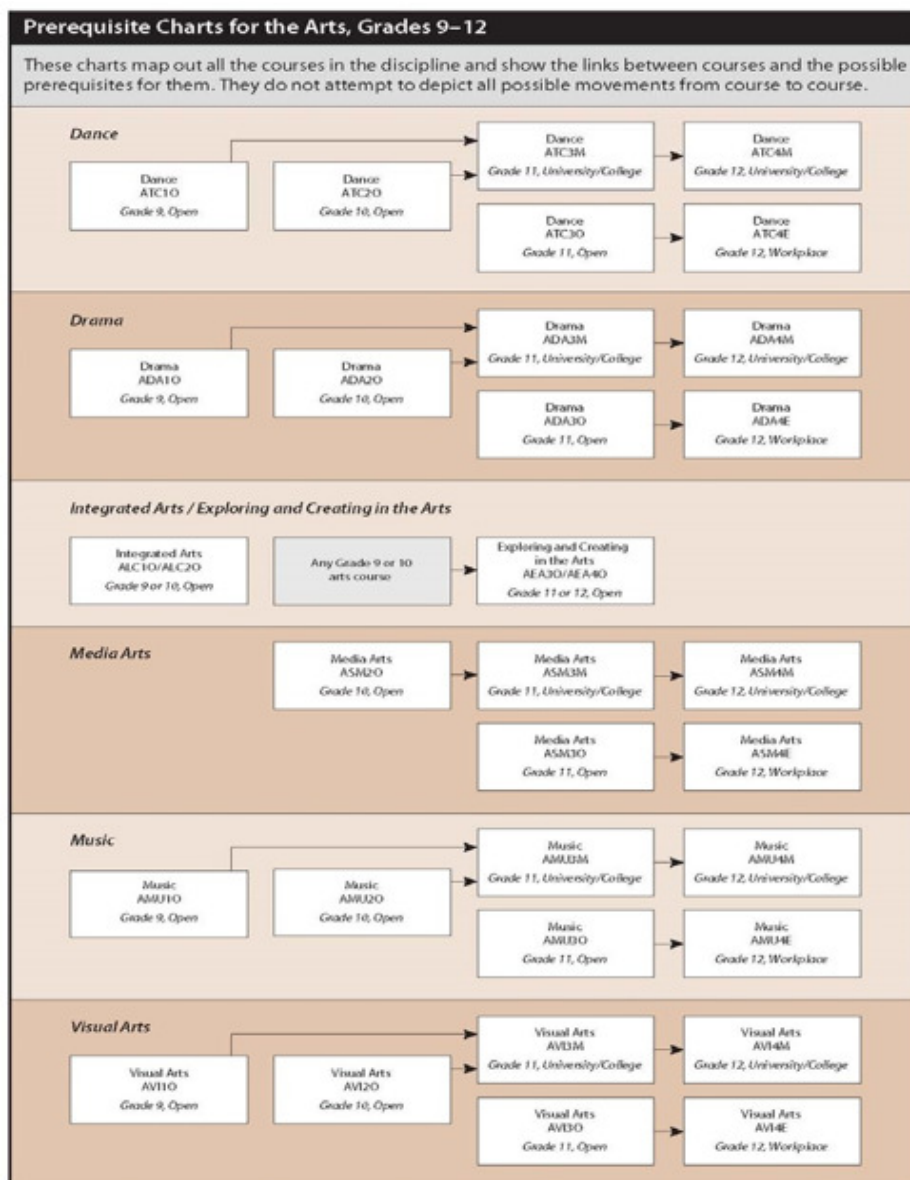 Prerequisite Charts for the Arts, Grades 9–12
These charts map out all the courses in the discipline and show the links between courses and the possible
prerequisites for them. They do not attempt to depict all possible movements from course to course.
Dance
Dance
ATC1O
Grade 9, Open
Dance
ATC2O
Grade 10, Open
Dance
ATC3M
Grade 11, University/College
Dance
ATC4M
Grade 12, University/College
Dance
ATC3O
Grade 11, Open
Dance
ATC4E
Grade 12, Workplace
Drama
Drama
ADA1O
Grade 9, Open
Drama
ADA2O
Grade 10, Open
Drama
ADA3M
Grade 11, University/College
Drama
ADA4M
Grade 12, University/College
Drama
ADA3O
Grade 11, Open
Drama
ADA4E
Grade 12, Workplace
Integrated Arts / Exploring and Creating in the Arts
Integrated Arts
ALC1O/ALC2O
Grade 9 or 10, Open
Any Grade 9 or 10
arts course
Exploring and Creating
in the Arts
AEA3O/AEA4O
Grade 11 or 12, Open
Media Arts
Media Arts
ASM2O
Grade 10, Open
Media Arts
ASM3M
Grade 11, University/College
Media Arts
ASM4M
Grade 12, University/College
Media Arts
ASM3O
Grade 11, Open
Media Arts
ASM4E
Grade 12, Workplace
Music
Music
AMU1O
Grade 9, Open
Music
AMU2O
Grade 10, Open
Music
AMU3M
Grade 11, University/College
Music
AMU4M
Grade 12, University/College
Music
AMU3O
Grade 11, Open
Music
AMU4E
Grade 12, Workplace
Visual Arts
Visual Arts
AVI1O
Grade 9, Open
Visual Arts
AVI2O
Grade 10, Open
Visual Arts
AVI3M
Grade 11, University/College
Visual Arts
AVI4M
Grade 12, University/College
Visual Arts
AVI3O
Grade 11, Open
Visual Arts
AVI4E
Grade 12, Workplace